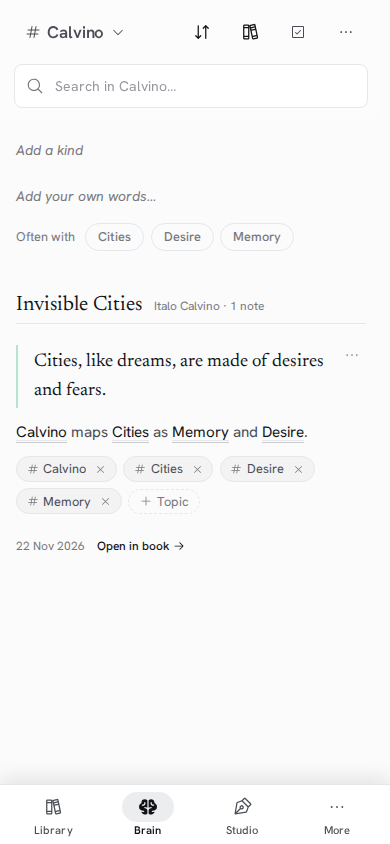 # Calvino
Search in Calvino...
Add a kind
Add your own words...
Often with Cities Desire Memory
Invisible Cities Italo Calvino · 1 note
Cities, like dreams, are made of desires
and fears.
Calvino maps Cities as Memory and Desire.
# Calvino × # Cities × # Desire ×
# Memory × + Topic
22 Nov 2026 Open in book →
Library Brain Studio More